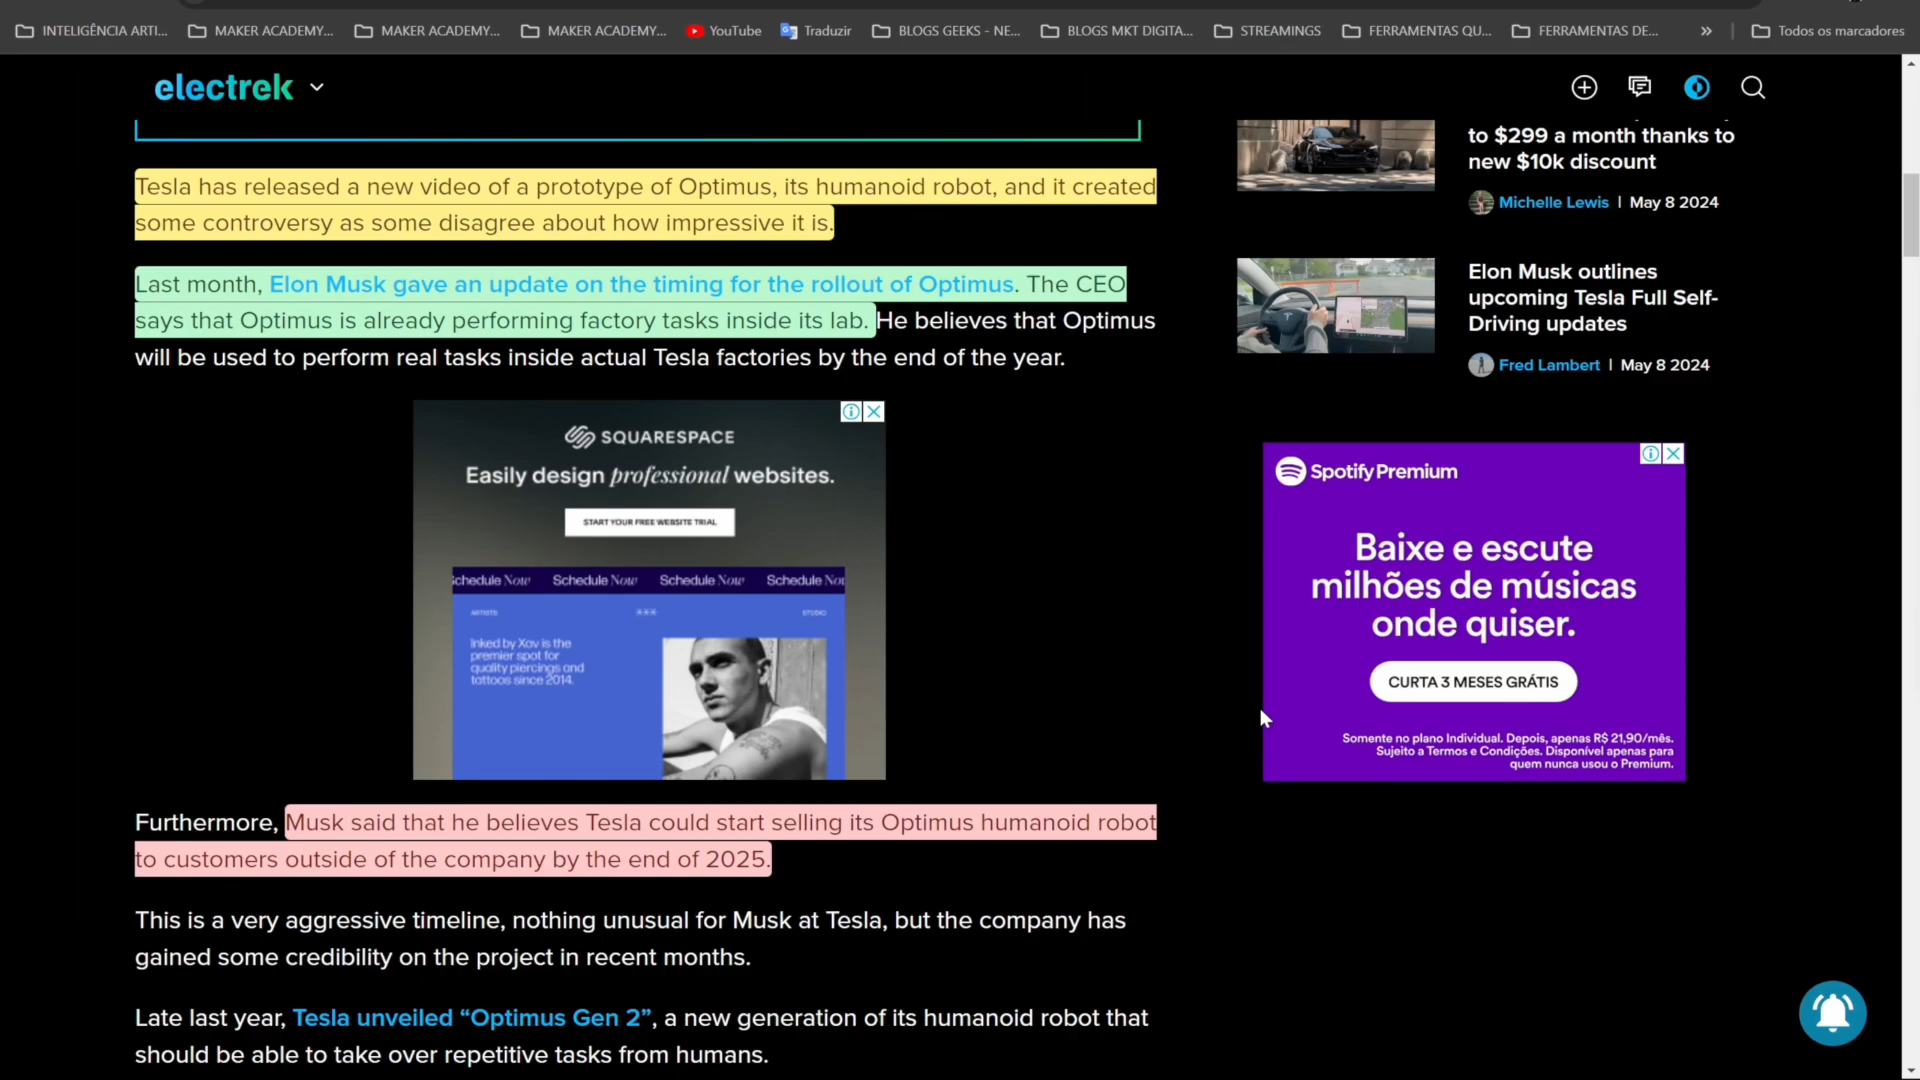 INTELIGÊNCIA ARTI...
MAKER ACADEMY...
MAKER ACADEMY...
MAKER ACADEMY...
YouTube
Traduzir
BLOGS GEEKS - NE...
BLOGS MKT DIGITA...
STREAMINGS
FERRAMENTAS QU...
FERRAMENTAS DE...
»
Todos os marcadores
electrek
Tesla has released a new video of a prototype of Optimus, its humanoid robot, and it created
some controversy as some disagree about how impressive it is.
Last month, Elon Musk gave an update on the timing for the rollout of Optimus. The CEO
says that Optimus is already performing factory tasks inside its lab. He believes that Optimus
will be used to perform real tasks inside actual Tesla factories by the end of the year.
SQUARESPACE
Easily design professional websites.
START YOUR FREE WEBSITE TRIAL
Schedule Now Schedule Now Schedule Now Schedule Now
ARTISTS
STUDIO
Inked by Xav is the
premier spot for
quality piercings and
tattoos since 2014.
Furthermore, Musk said that he believes Tesla could start selling its Optimus humanoid robot
to customers outside of the company by the end of 2025.
This is a very aggressive timeline, nothing unusual for Musk at Tesla, but the company has
gained some credibility on the project in recent months.
Late last year, Tesla unveiled “Optimus Gen 2”, a new generation of its humanoid robot that
should be able to take over repetitive tasks from humans.
to $299 a month thanks to
new $10k discount
Michelle Lewis | May 8 2024
Elon Musk outlines
upcoming Tesla Full Self-
Driving updates
Fred Lambert | May 8 2024
Spotify Premium
Baixe e escute
milhões de músicas
onde quiser.
CURTA 3 MESES GRÁTIS
Somente no plano Individual. Depois, apenas R$ 21,90/mês.
Sujeito a Termos e Condições. Disponível apenas para
quem nunca usou o Premium.